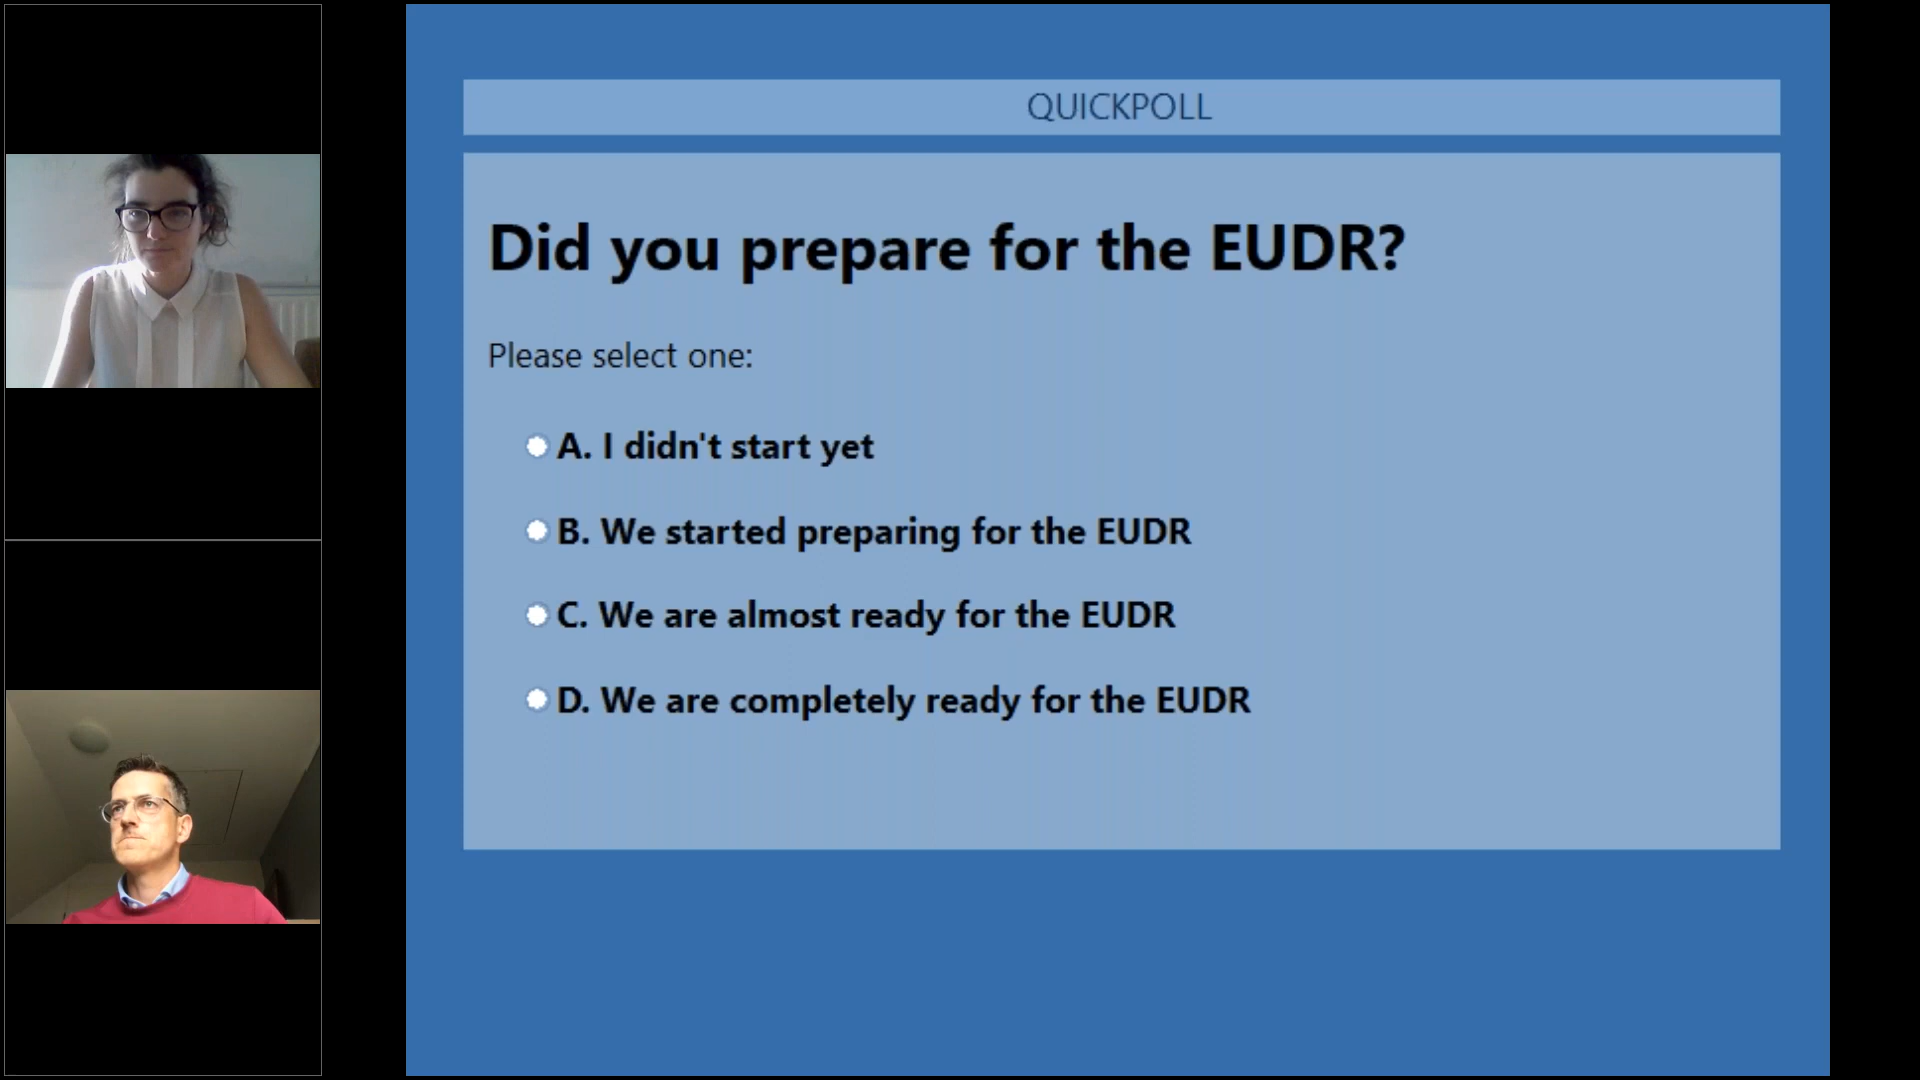 QUICKPOLL
Did you prepare for the EUDR?
Please select one:
A. I didn't start yet
B. We started preparing for the EUDR
C. We are almost ready for the EUDR
D. We are completely ready for the EUDR